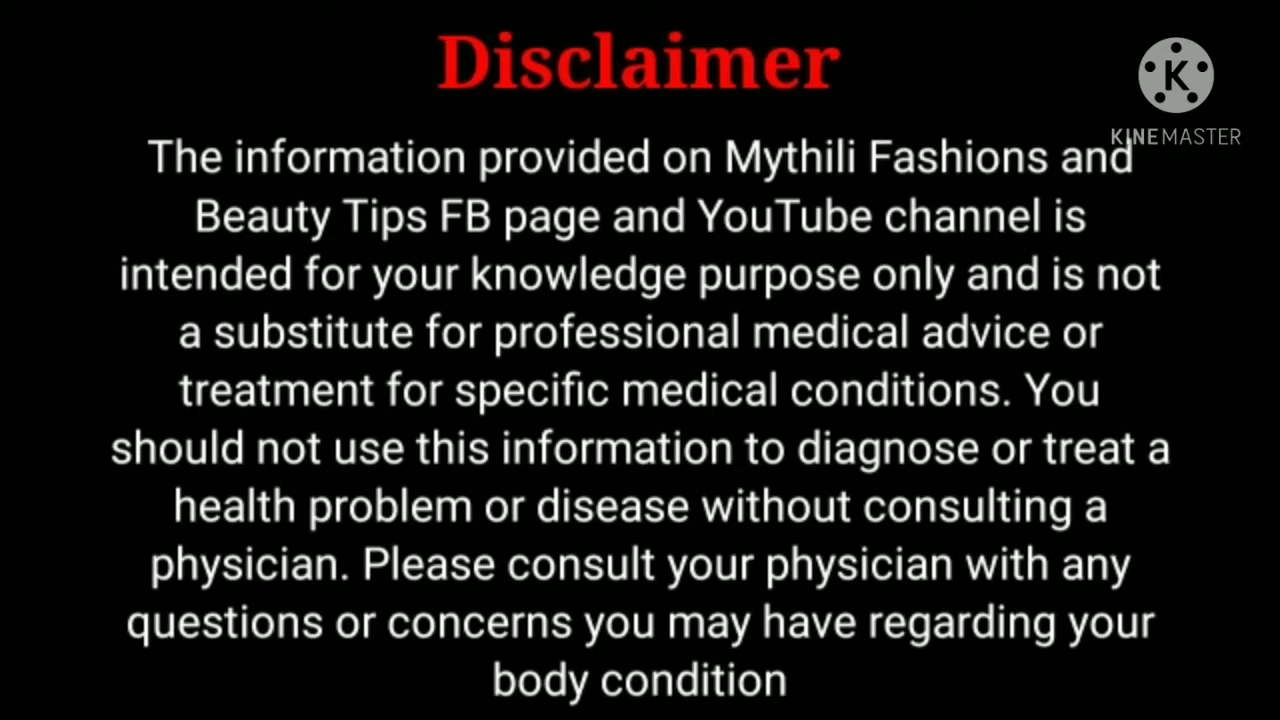 Disclaimer
K
KINEMASTER
The information provided on Mythili Fashions and
Beauty Tips FB page and YouTube channel is
intended for your knowledge purpose only and is not
a substitute for professional medical advice or
treatment for specific medical conditions. You
should not use this information to diagnose or treat a
health problem or disease without consulting a
physician. Please consult your physician with any
questions or concerns you may have regarding your
body condition